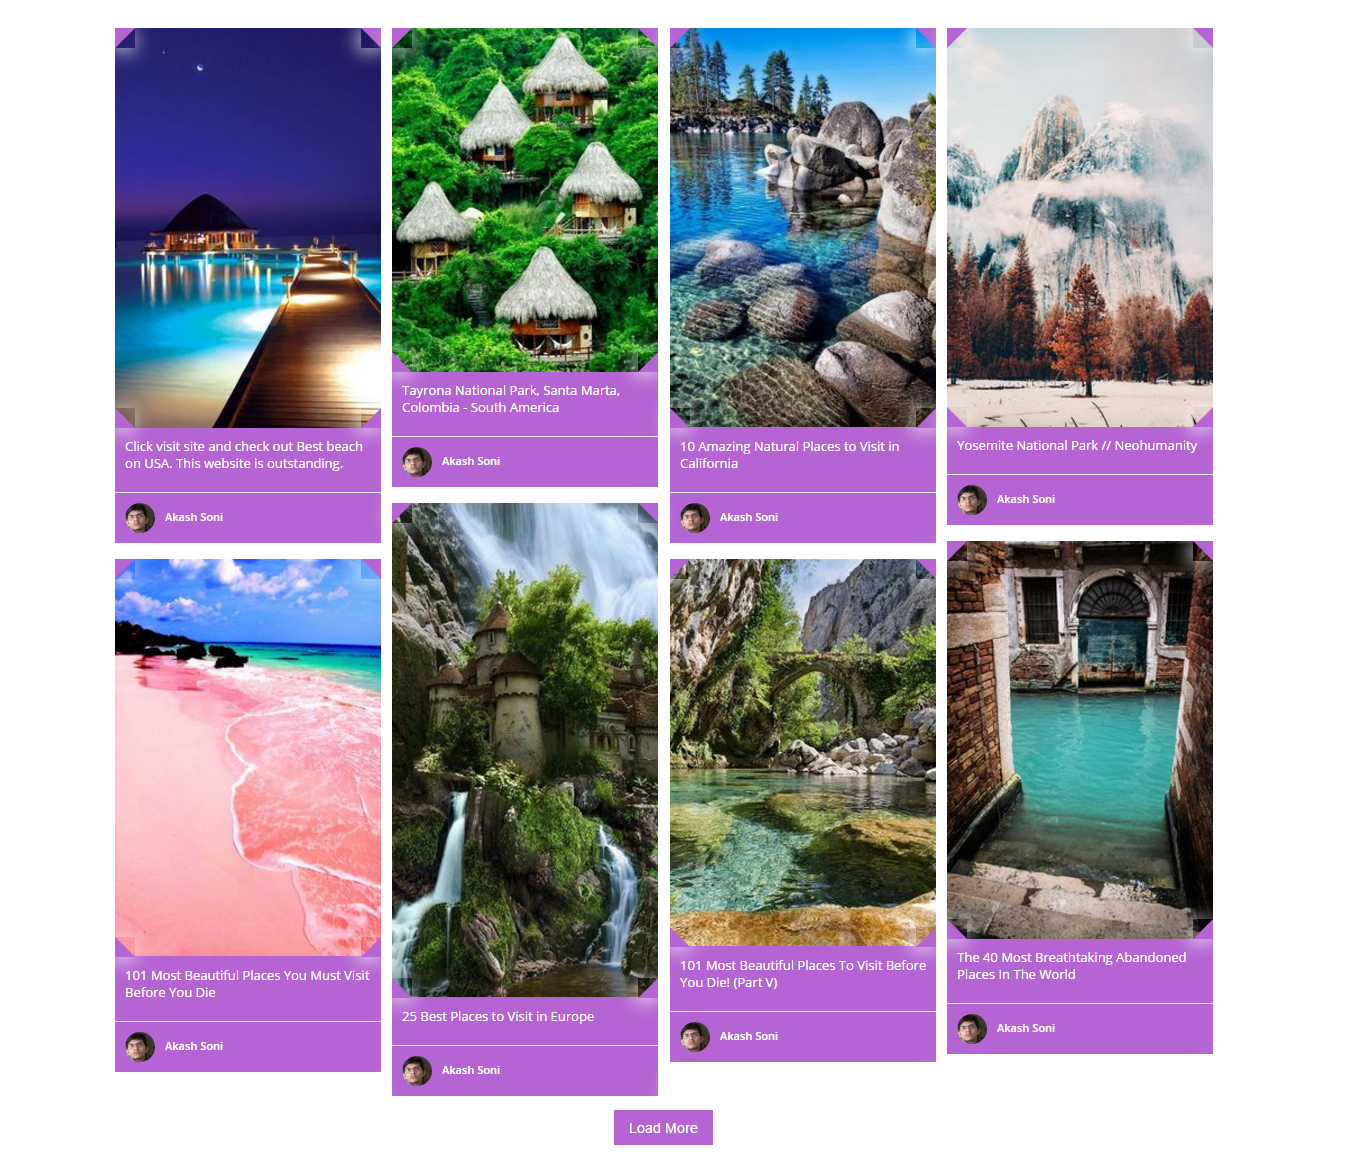 Click visit site and check out Best beach
on USA. This website is outstanding.
Akash Soni
Tayrona National Park, Santa Marta,
Colombia - South America
Akash Soni
10 Amazing Natural Places to Visit in
California
Akash Soni
Yosemite National Park // Neohumanity
Akash Soni
101 Most Beautiful Places You Must Visit
Before You Die
Akash Soni
25 Best Places to Visit in Europe
Akash Soni
101 Most Beautiful Places To Visit Before
You Die! (Part V)
Akash Soni
The 40 Most Breathtaking Abandoned
Places In The World
Akash Soni
Load More